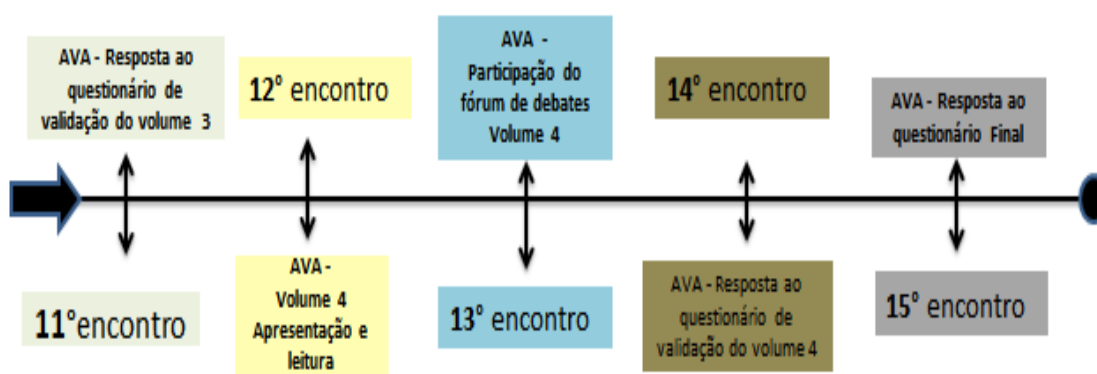 AVA - Resposta ao
questionário de
validação do volume 3
11°encontro
12° encontro
AVA -
Volume 4
Apresentação e
leitura
AVA -
Participação do
fórum de debates
Volume 4
13° encontro
14° encontro
AVA - Resposta ao
questionário de
validação do volume 4
AVA - Resposta ao
questionário Final
15° encontro